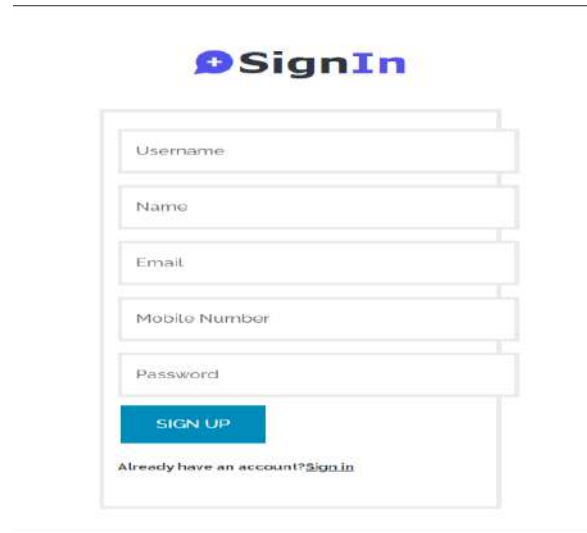 SignIn
Username
Name
Email
Mobile Number
Password
SIGN UP
Already have an account?Sign in